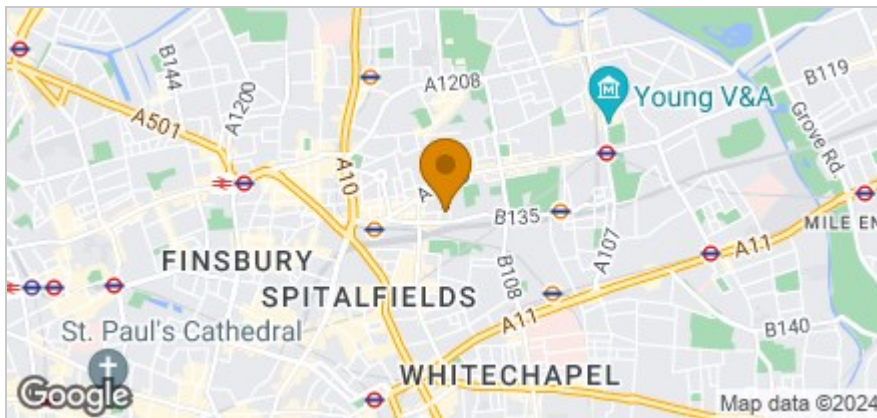 B144
A1200
A1208
B119
Young V&A
A501
Grove Rd.
A10
A
B135
MILE EN
A107
A11
FINSBURY
B108
SPITALFIELDS
A11
St. Paul's Cathedral
B140
WHITECHAPEL
Google
Map data ©2024